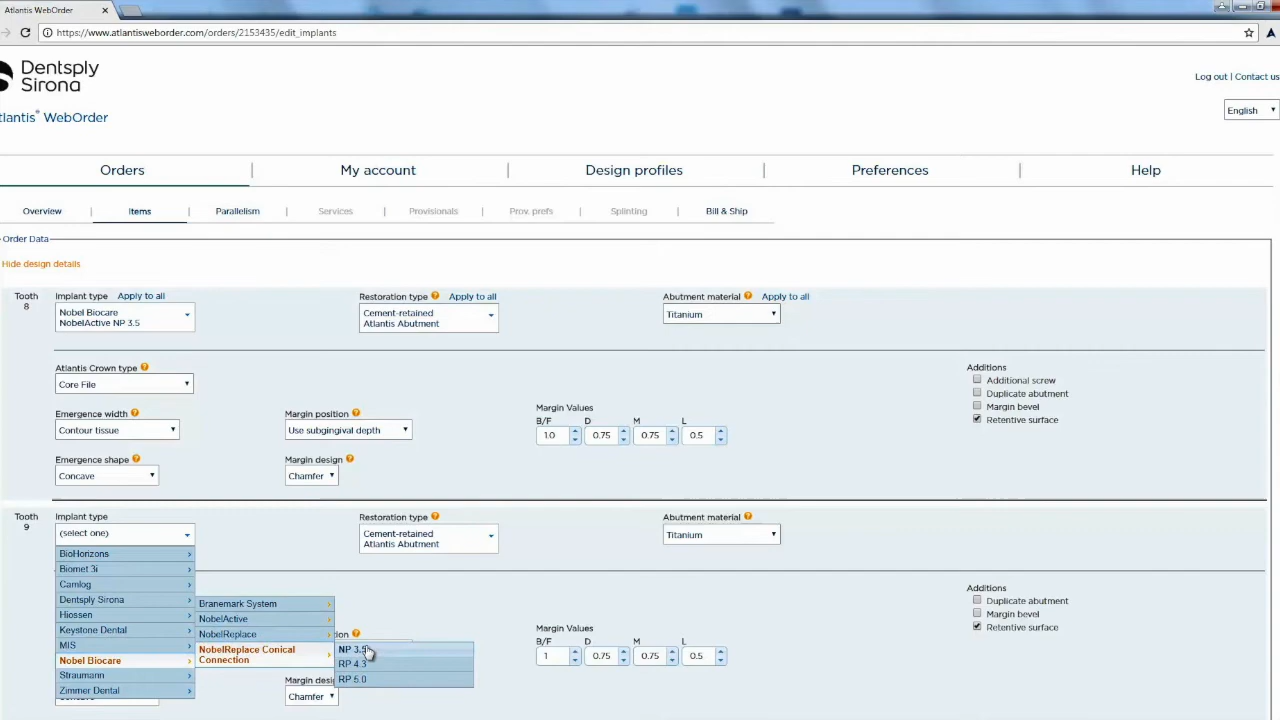 Atlantis WebOrder
https://www.atlantisweborder.com/orders/2153435/edit_implants
Dentsply
Sirona
Log out | Contact us
tlantis® WebOrder
English
Orders | My account | Design profiles | Preferences | Help
Overview | Items | Parallelism | Services | Provisionals | Prov. prefs | Splinting | Bill & Ship
Order Data
Hide design details
Tooth
8
Implant type Apply to all
Nobel Biocare
NobelActive NP 3.5
Restoration type ? Apply to all
Cement-retained
Atlantis Abutment
Abutment material ? Apply to all
Titanium
Atlantis Crown type ?
Core File
Additions
Additional screw
Duplicate abutment
Margin bevel
Retentive surface
Emergence width ?
Contour tissue
Margin position ?
Use subgingival depth
Margin Values
B/F D M L
1.0 0.75 0.75 0.5
Emergence shape ?
Concave
Margin design ?
Chamfer
Tooth
9
Implant type
(select one)
Restoration type ?
Cement-retained
Atlantis Abutment
Abutment material ?
Titanium
BioHorizons
Biomet 3i
Camlog
Dentsply Sirona
Hiossen
Keystone Dental
MIS
Nobel Biocare
Straumann
Zimmer Dental
Branemark System
NobelActive
NobelReplace
NobelReplace Conical
Connection
NP 3.5
RP 4.3
RP 5.0
Additions
Duplicate abutment
Margin bevel
Retentive surface
tion ?
Margin Values
B/F D M L
1 0.75 0.75 0.5
Margin desi
Chamfer